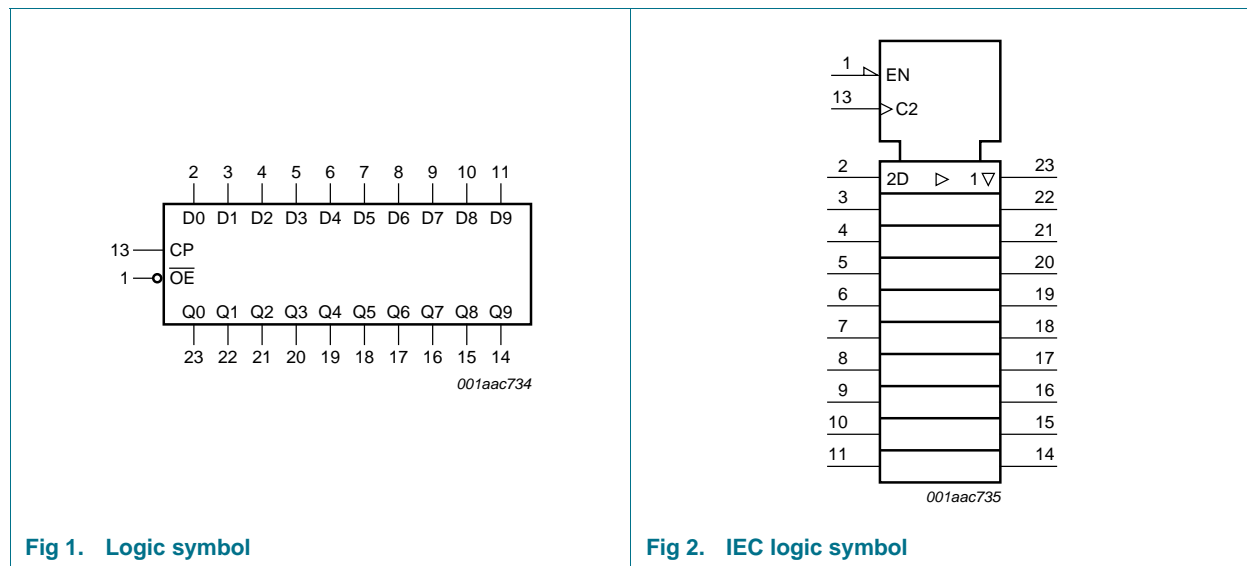 2 3 4 5 6 7 8 9 10 11
D0 D1 D2 D3 D4 D5 D6 D7 D8 D9
13 CP
1 OE
Q0 Q1 Q2 Q3 Q4 Q5 Q6 Q7 Q8 Q9
23 22 21 20 19 18 17 16 15 14
001aac734
Fig 1. Logic symbol
1 EN
13 C2
2 2D 1 23
3 22
4 21
5 20
6 19
7 18
8 17
9 16
10 15
11 14
001aac735
Fig 2. IEC logic symbol